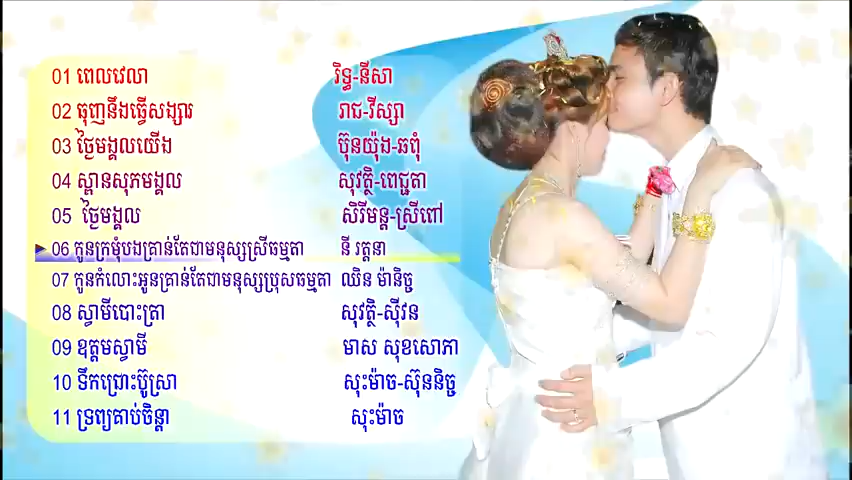 01 ពេលវេលា រិទ្ធ-នីសា
02 ធុញនឹងធ្វើសង្សារ រាជ-វីស្សា
03 ថ្ងៃមង្គលយើង ប៊ុនយ៉ុង-ឆពុំ
04 ស្ពានសុភមង្គល សុវត្ថិ-ពេជ្ជតា
05 ថ្ងៃមង្គល សិរីមន្ត-ស្រីពៅ
06 កូនក្រមុំបងគ្រាន់តែជាមនុស្សស្រីធម្មតា នី រត្តនា
07 កូនកំលោះអូនគ្រាន់តែជាមនុស្សប្រុសធម្មតា ឈិន ម៉ានិច្ច
08 ស្វាមីបោះត្រា សុវត្ថិ-ស៊ីវន
09 ឧត្តមស្វាមី មាស សុខសោភា
10 ទឹកព្រោះប៊ូស្រា សុះម៉ាច-ស៊ុននិច្ច
11 ទ្រព្យគាប់ចិន្តា សុះម៉ាច